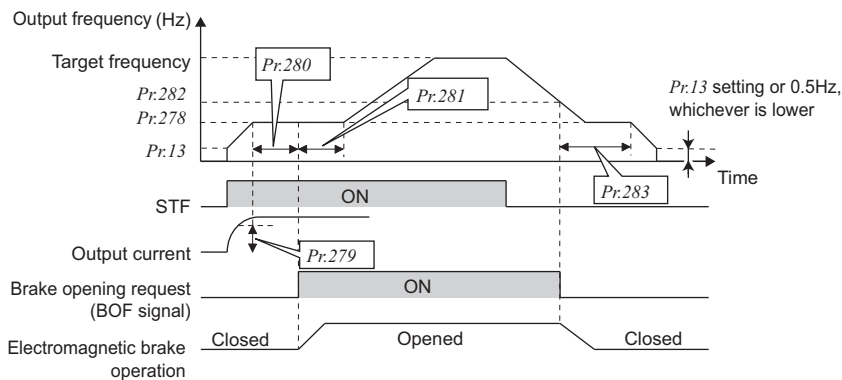 Output frequency (Hz)
Target frequency
Pr.280
Pr.282
Pr.281
Pr.13 setting or 0.5Hz,
whichever is lower
Pr.278
Pr.13
Time
Pr.283
STF
ON
Output current
Pr.279
Brake opening request
(BOF signal)
ON
Electromagnetic brake
operation
Closed
Opened
Closed